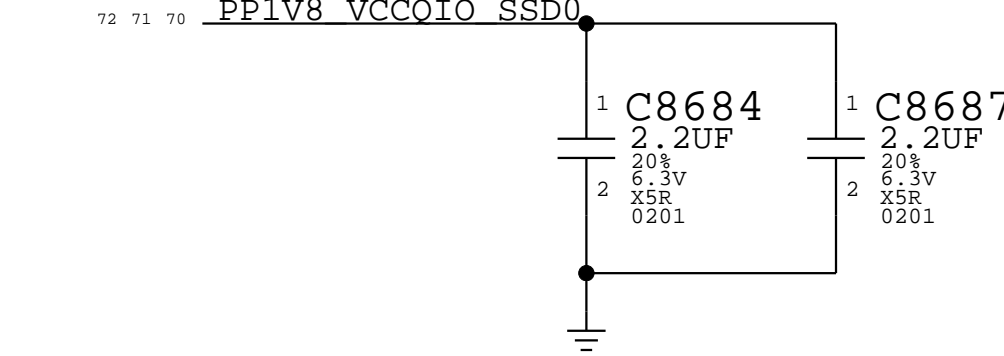 72 71 70 PP1V8_VCCQIO_SSD0
1 C8684
2.2UF
20%
6.3V
2
X5R
0201
1 C8687
2.2UF
20%
6.3V
2
X5R
0201